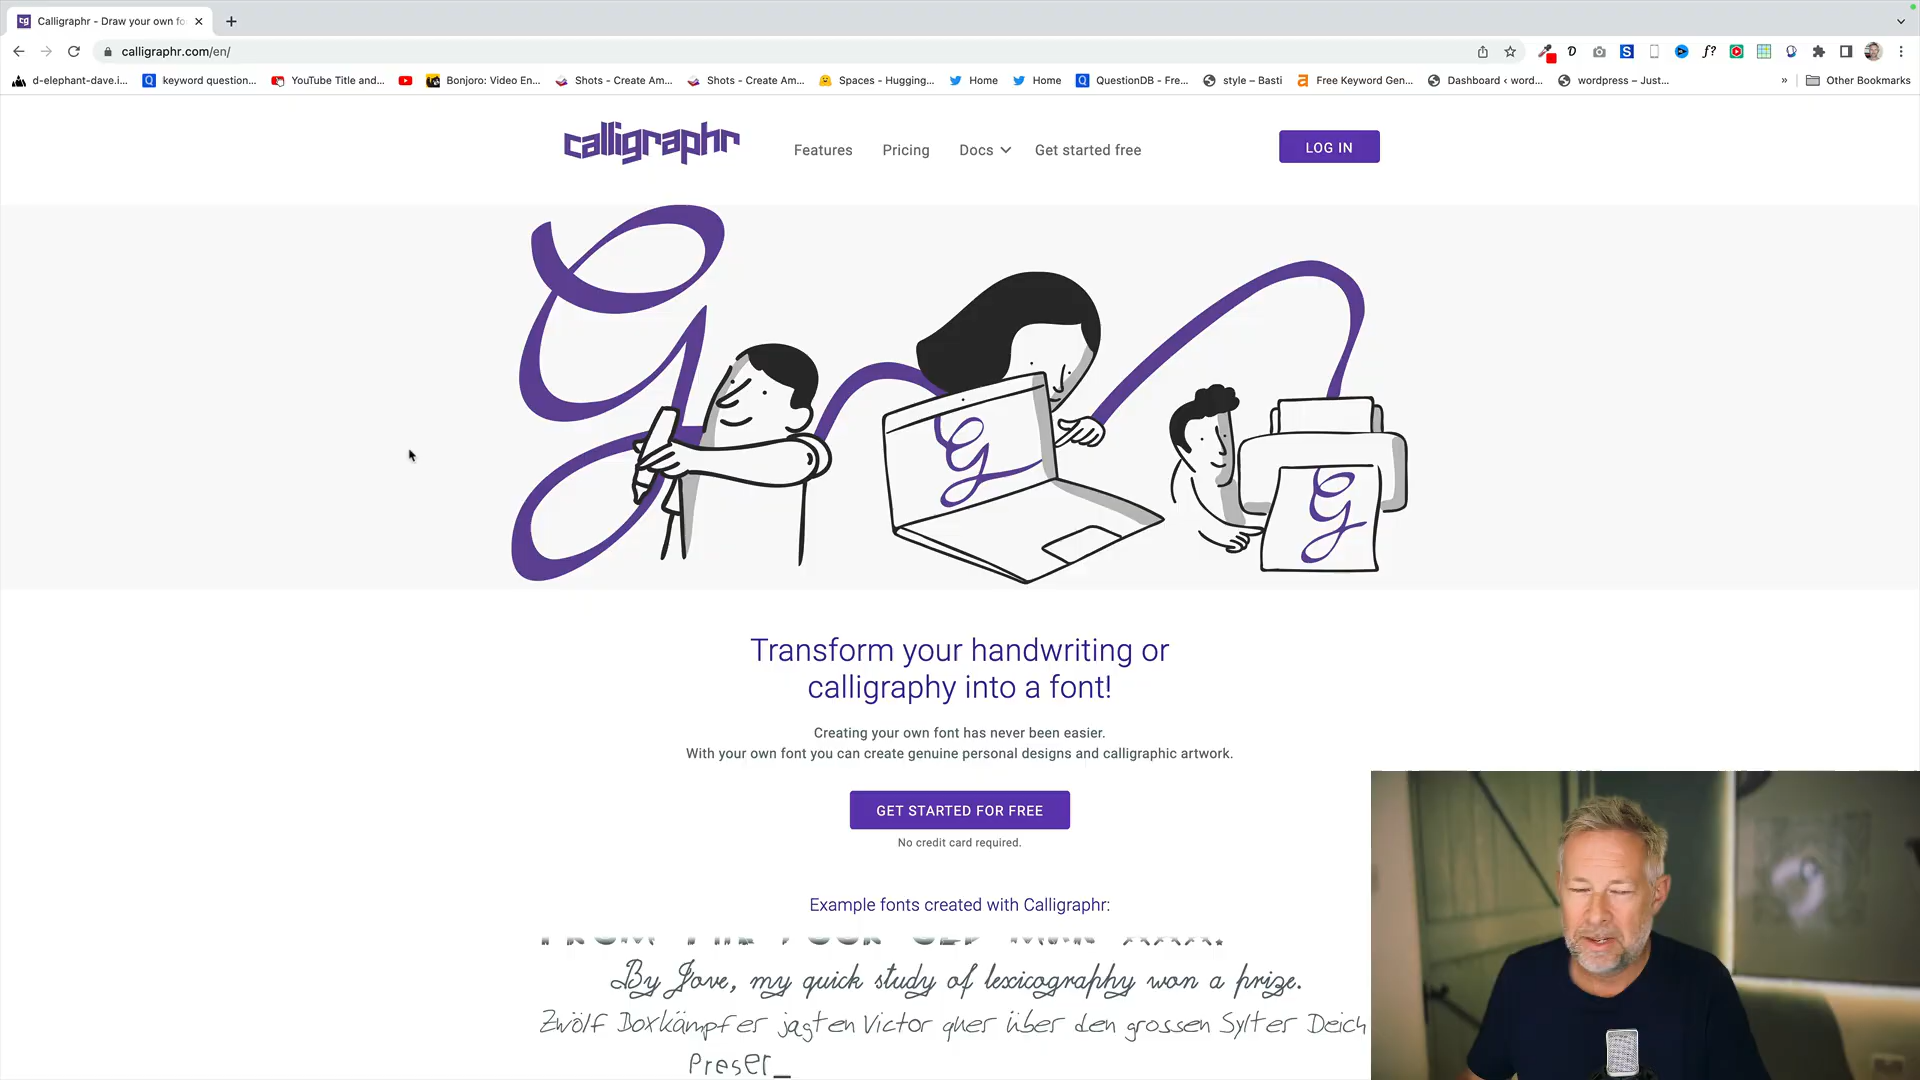 Calligraphr - Draw your own fo
calligraphr.com/en/
d-elephant-dave.i...
keyword question...
YouTube Title and...
Bonjoro: Video En...
Shots - Create Am...
Shots - Create Am...
Spaces - Hugging...
Home
Home
QuestionDB - Fre...
style – Basti
Free Keyword Gen...
Dashboard ‹ word...
wordpress – Just...
»
Other Bookmarks
calligraphr
Features
Pricing
Docs
Get started free
LOG IN
Transform your handwriting or
calligraphy into a font!
Creating your own font has never been easier.
With your own font you can create genuine personal designs and calligraphic artwork.
GET STARTED FOR FREE
No credit card required.
Example fonts created with Calligraphr:
By Jove, my quick study of lexicography won a prize.
Zwölf Boxkämpfer jagten Victor quer über den grossen Sylter Deich
Preser_